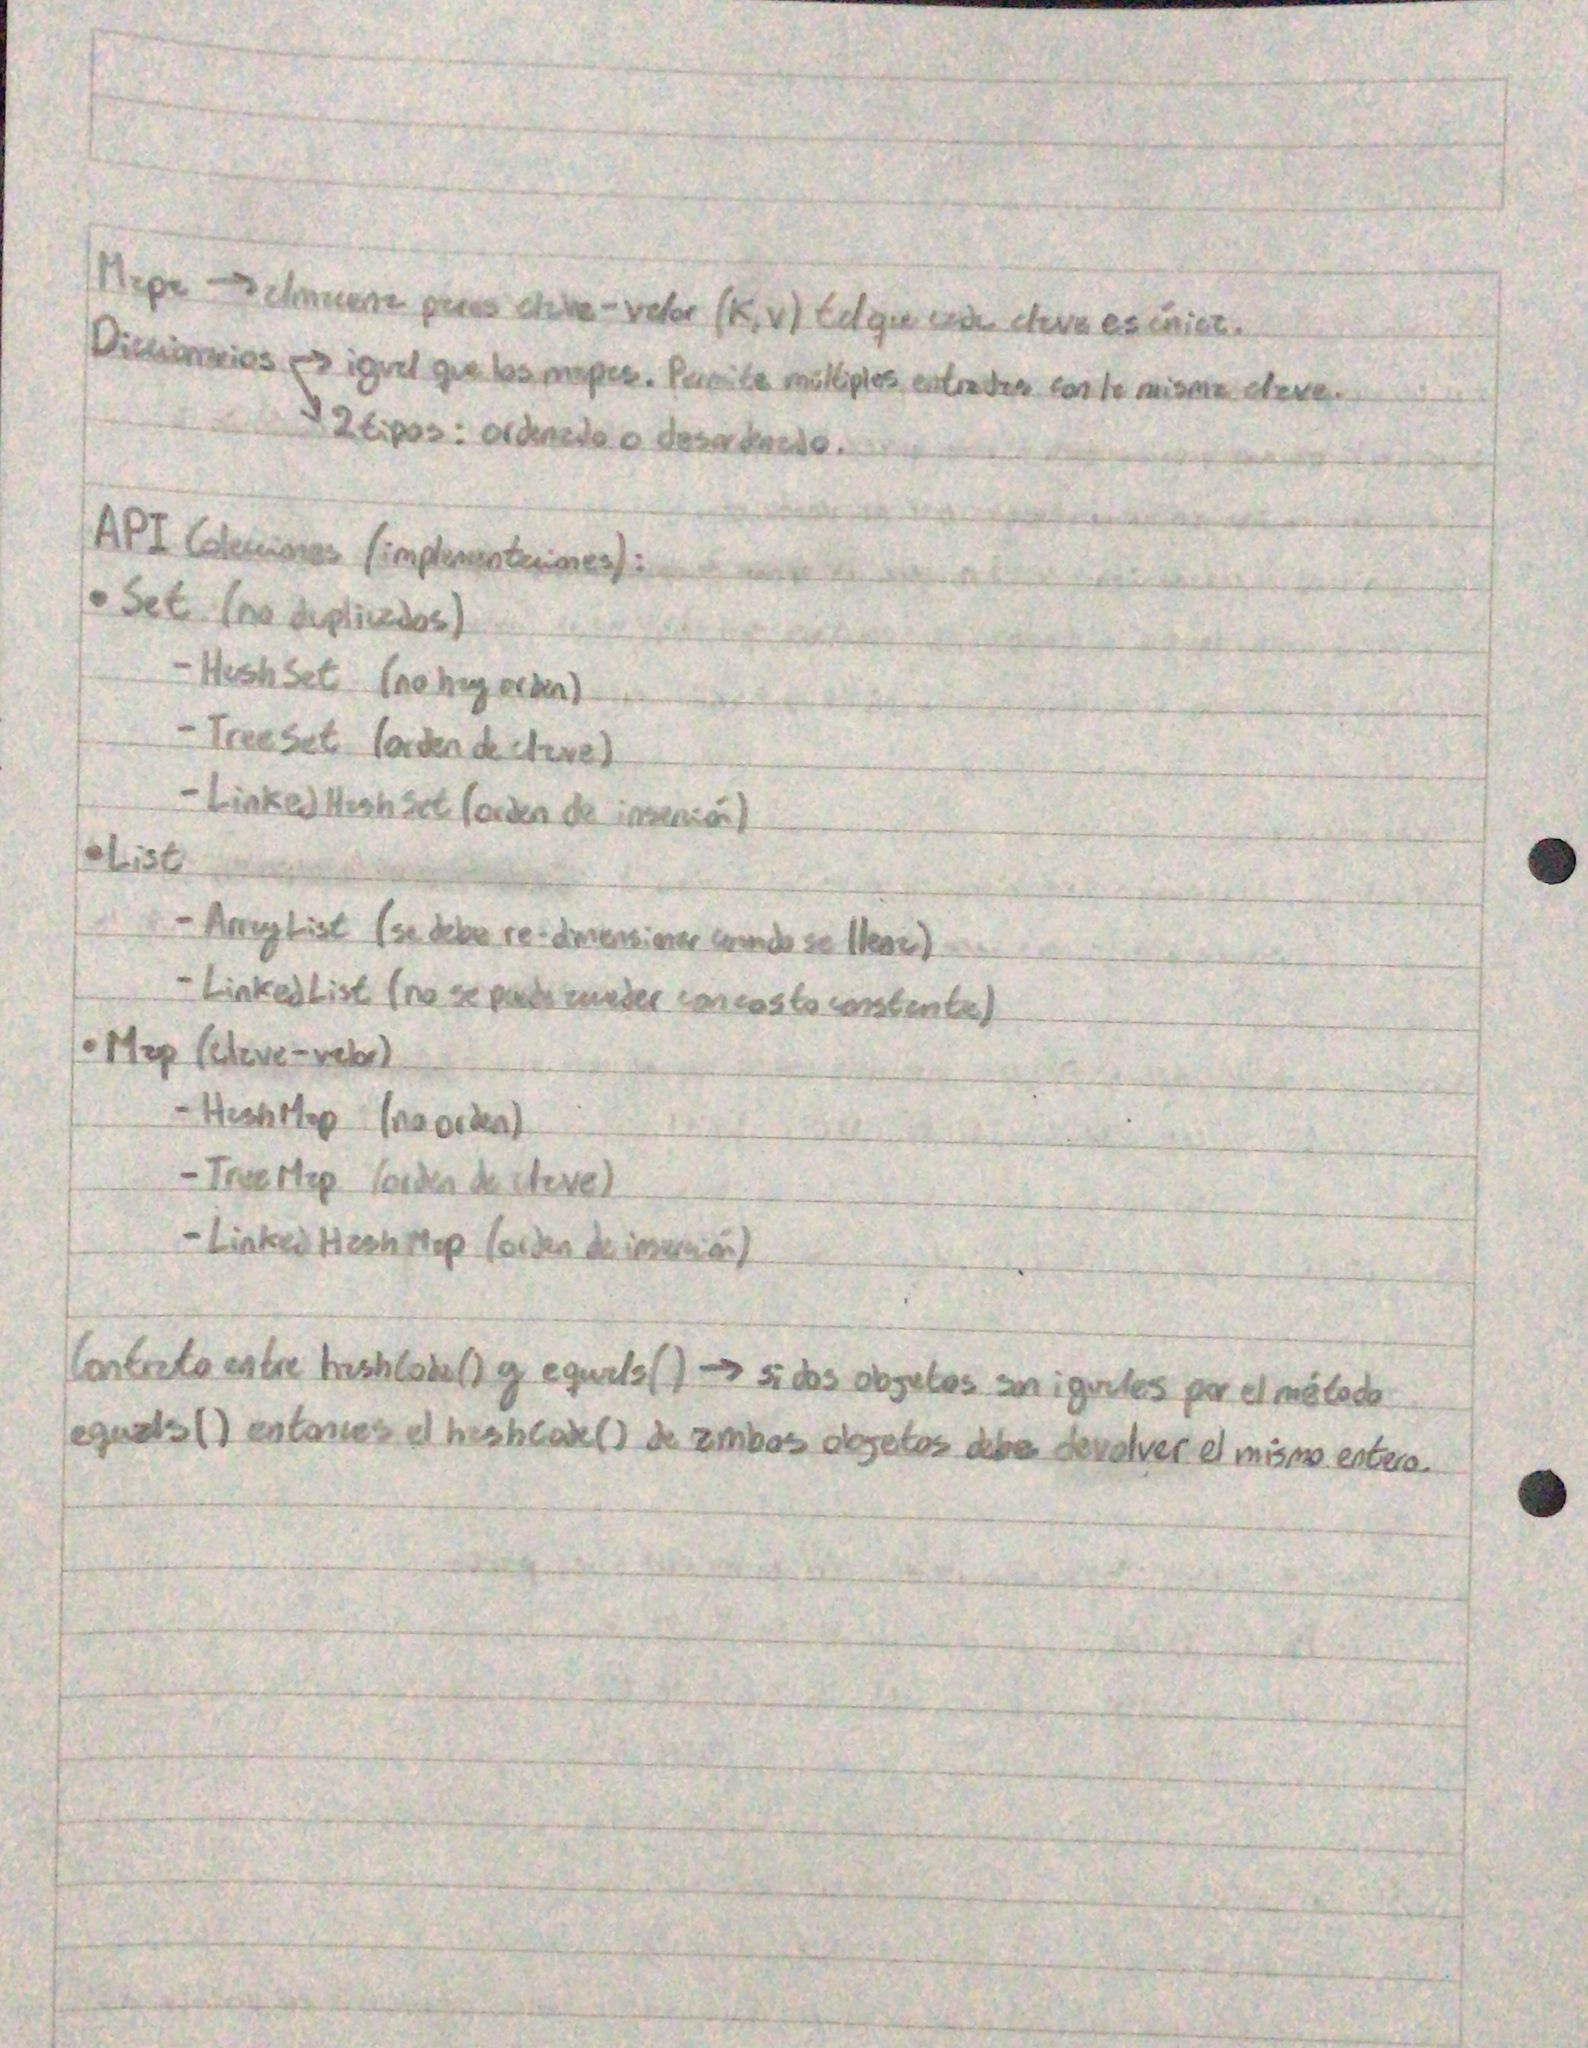 Mapa → almacena pares clave-valor (K,V) tal que cada clave es única.
Diccionarios → igual que los mapas. Permite múltiples entradas con la misma clave.
↘ 2 tipos: ordenado o desordenado.
API Colecciones (implementaciones):
• Set (no duplicados)
- HashSet (no hay orden)
- TreeSet (orden de clave)
- LinkedHashSet (orden de inserción)
• List
- ArrayList (se debe re-dimensionar cuando se llena)
- LinkedList (no se puede acceder con costo constante)
• Map (clave-valor)
- HashMap (no orden)
- TreeMap (orden de clave)
- LinkedHashMap (orden de inserción)
Contrato entre hashCode() y equals() → si dos objetos son iguales por el método
equals() entonces el hashCode() de ambos objetos debe devolver el mismo entero.